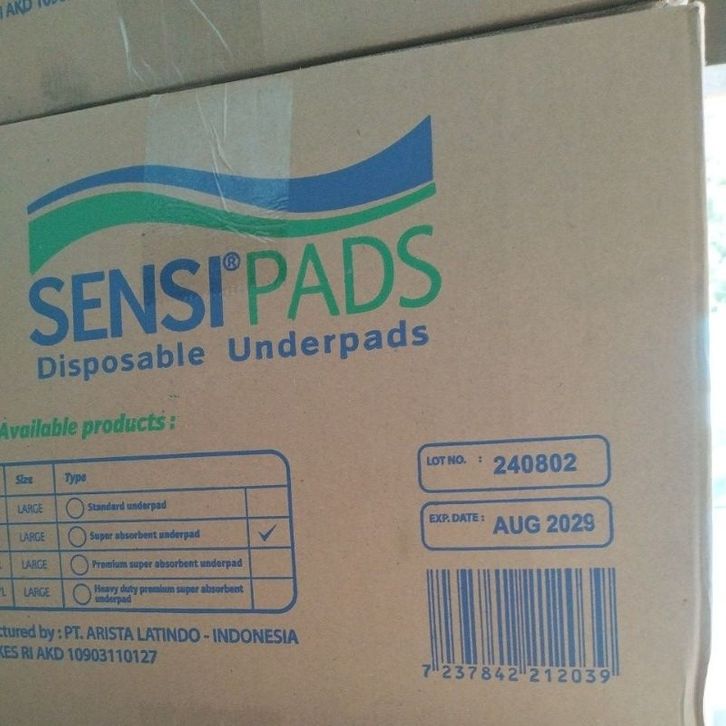 I AKD 1090
SENSI® PADS
Disposable Underpads
Available products :
Size Type
LARGE Standard underpad
LARGE Super absorbent underpad ✓
LARGE Premium super absorbent underpad
LARGE Heavy duty premium super absorbent
underpad
LOT NO. : 240802
EXP. DATE : AUG 2029
ctured by : PT. ARISTA LATINDO - INDONESIA
KES RI AKD 10903110127
7 237842 212039